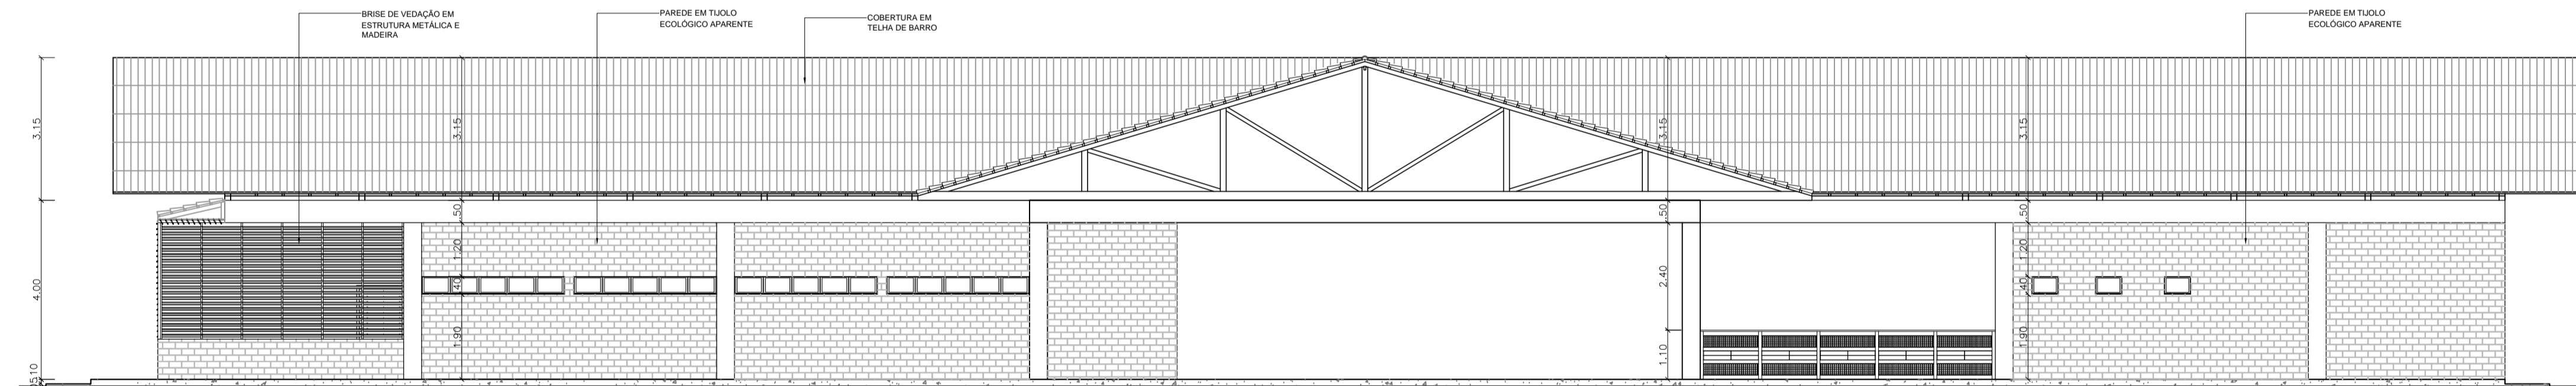 BRISE DE VEDAÇÃO EM
ESTRUTURA METÁLICA E
MADEIRA
PAREDE EM TIJOLO
ECOLÓGICO APARENTE
COBERTURA EM
TELHA DE BARRO
PAREDE EM TIJOLO
ECOLÓGICO APARENTE
3.15
4.00
3.15
.50
1.20
.40
1.90
3.15
.50
2.40
1.10
3.15
.50
1.20
.40
1.90